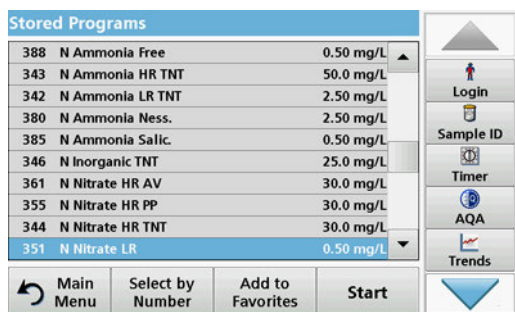 Stored Programs
388 N Ammonia Free 0.50 mg/L
343 N Ammonia HR TNT 50.0 mg/L
342 N Ammonia LR TNT 2.50 mg/L
380 N Ammonia Ness. 2.50 mg/L
385 N Ammonia Salic. 0.50 mg/L
346 N Inorganic TNT 25.0 mg/L
361 N Nitrate HR AV 30.0 mg/L
355 N Nitrate HR PP 30.0 mg/L
344 N Nitrate HR TNT 30.0 mg/L
351 N Nitrate LR 0.50 mg/L
Login
Sample ID
Timer
AQA
Trends
Main
Menu
Select by
Number
Add to
Favorites
Start